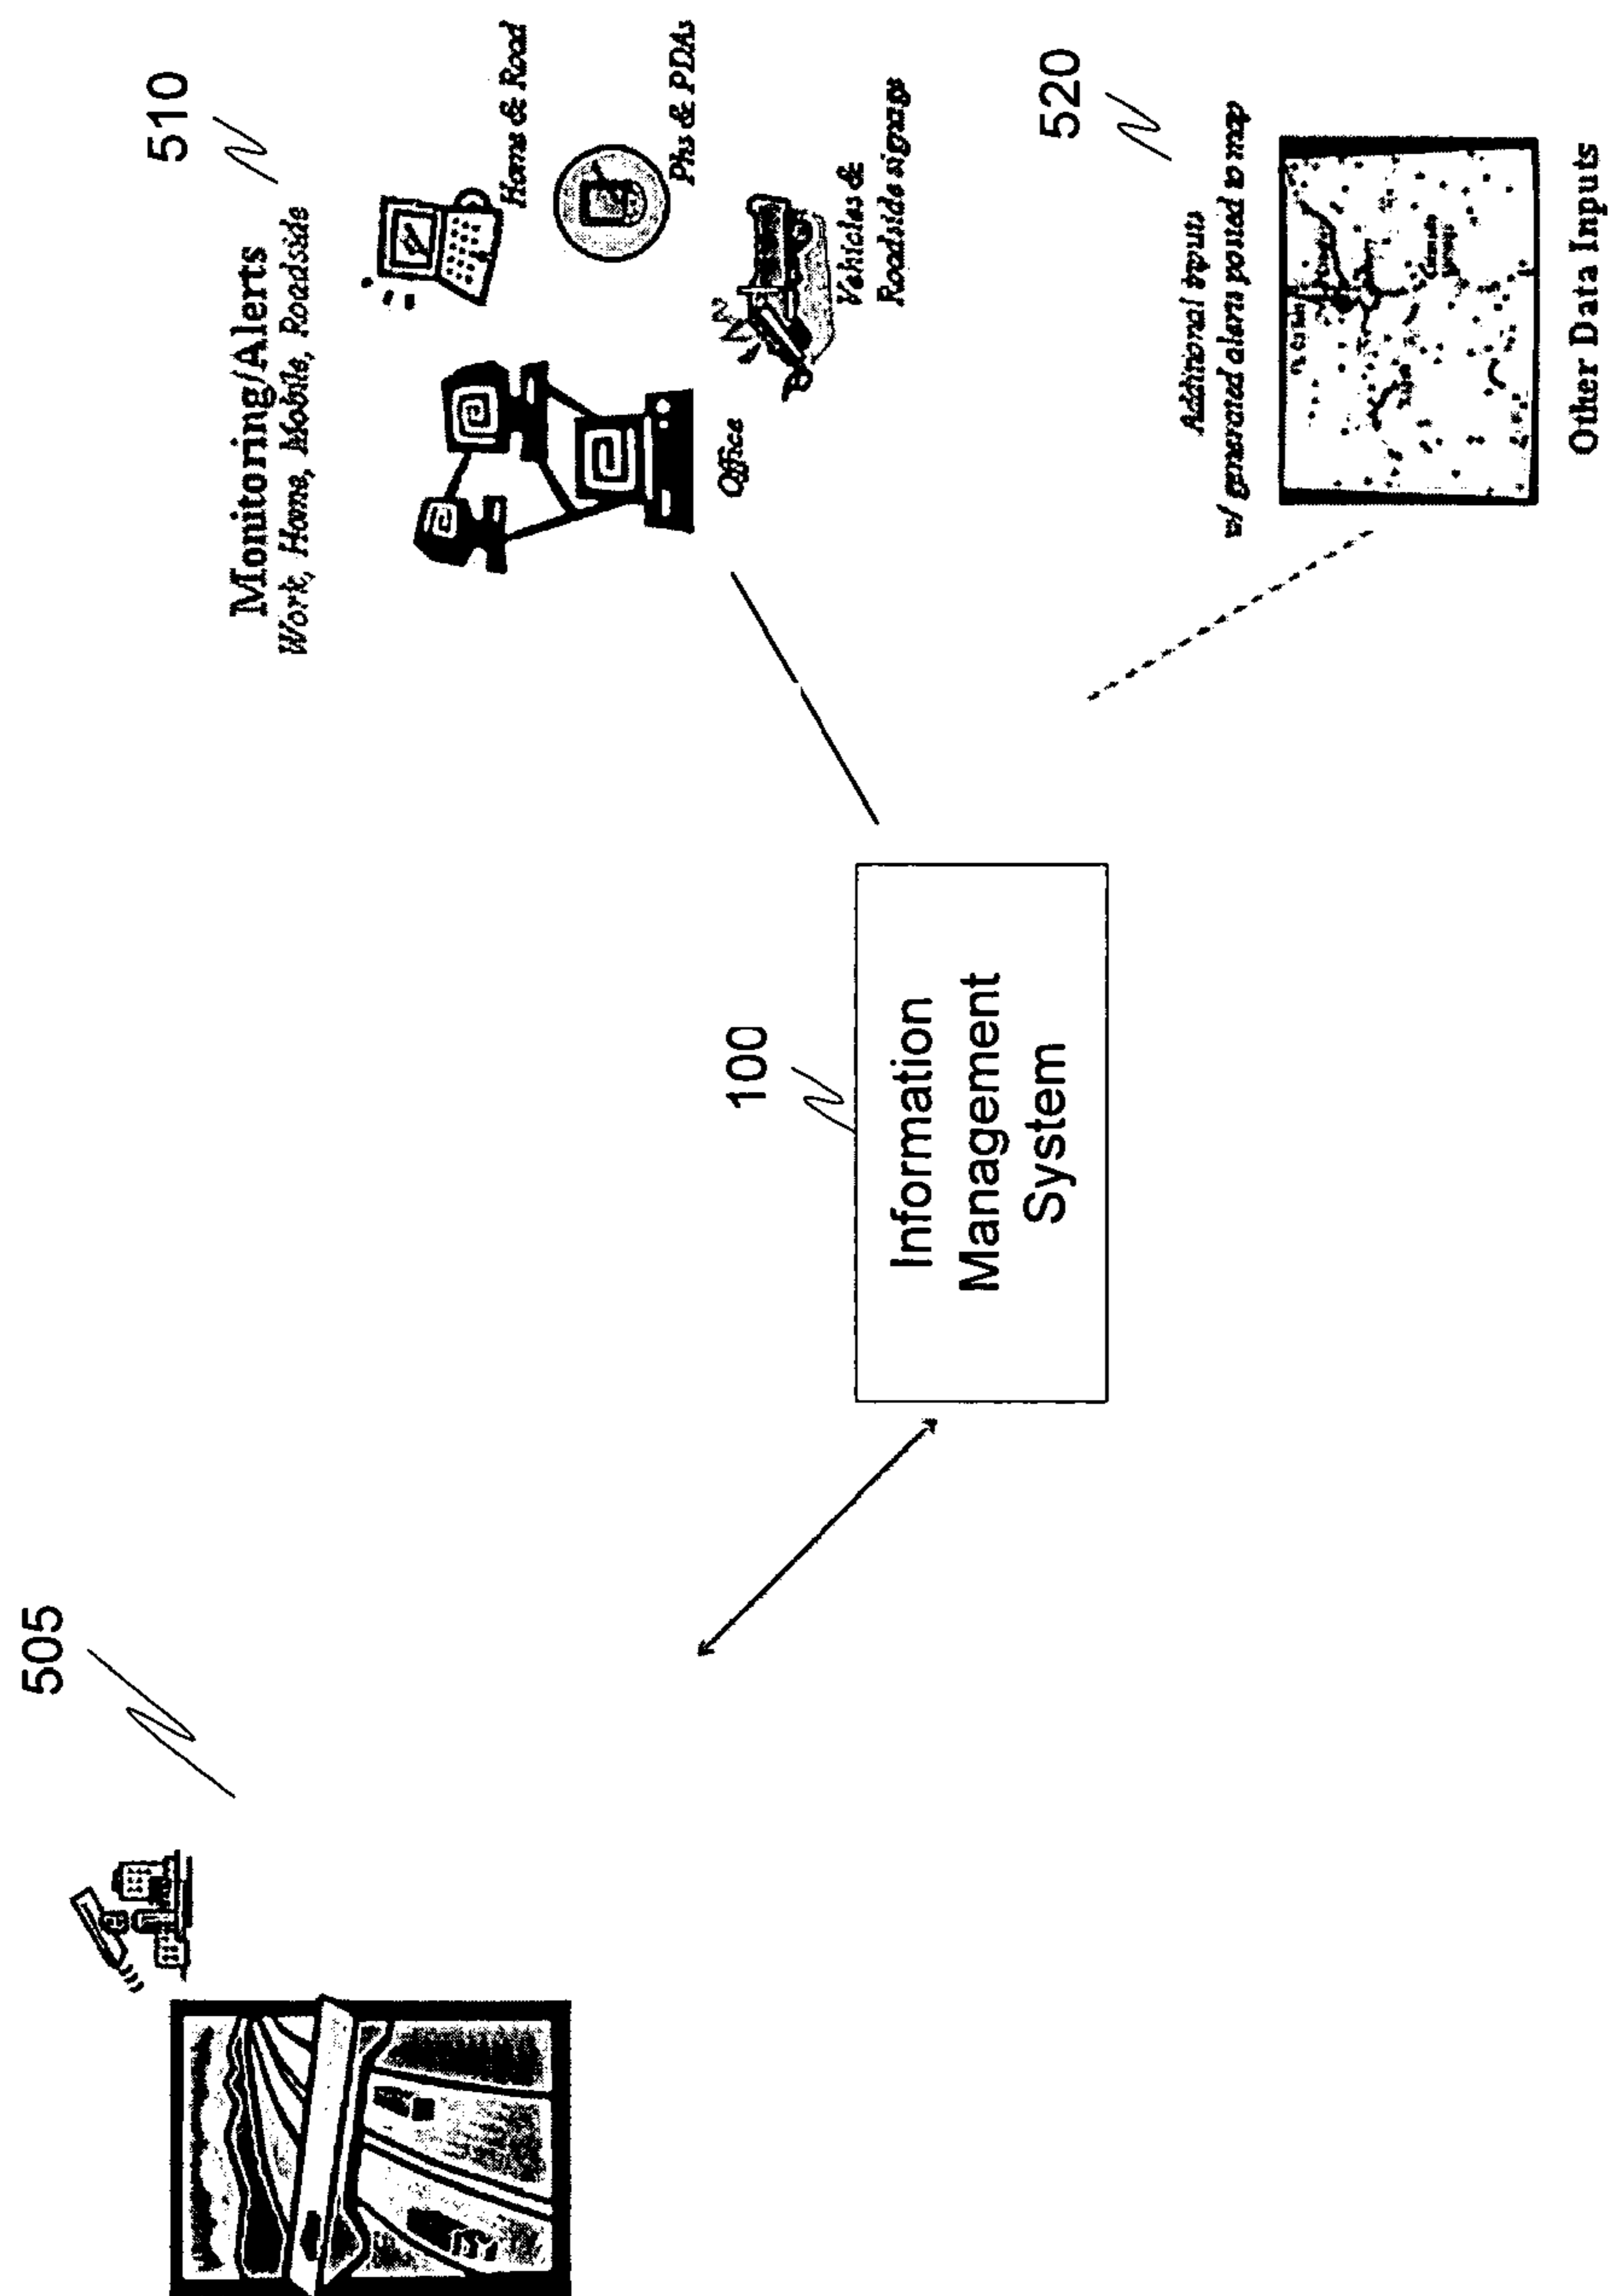 505
510
Monitoring/Alerts
Work, Home, Mobile, Roadside
Home & Road
Phs & PDAs
Office
Vehicles &
Roadside signage
100
Information
Management
System
520
Additional inputs
w/ generated alerts posted to map
Other Data Inputs